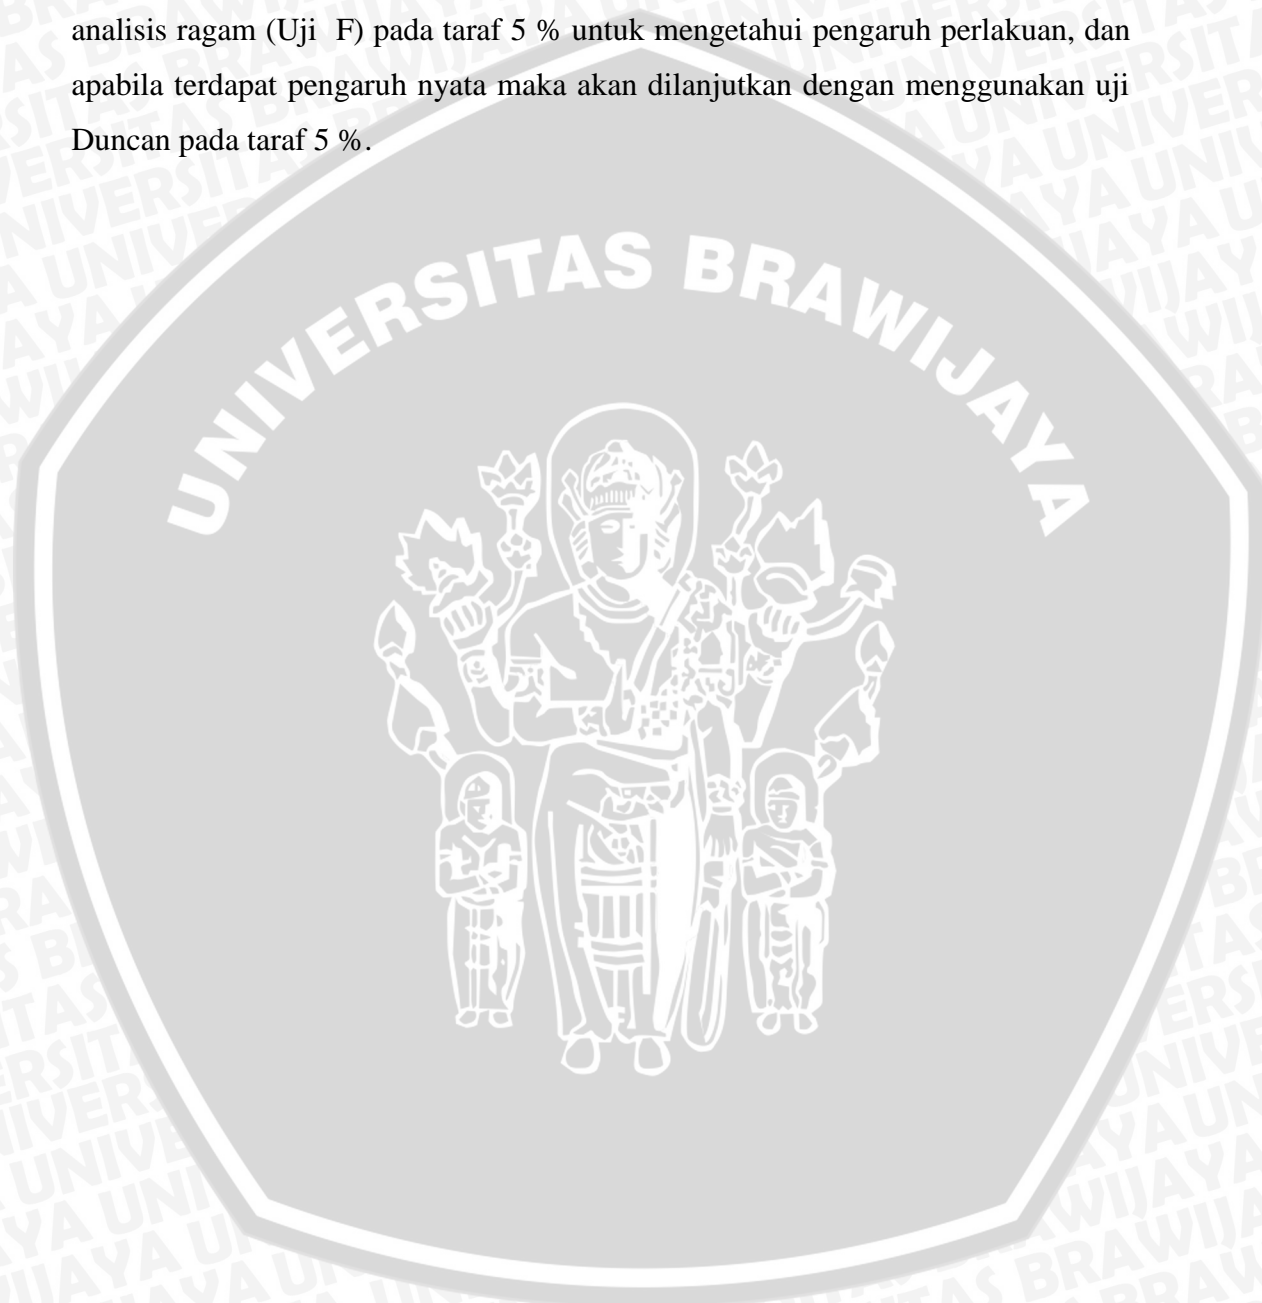 analisis ragam (Uji F) pada taraf 5 % untuk mengetahui pengaruh perlakuan, dan
apabila terdapat pengaruh nyata maka akan dilanjutkan dengan menggunakan uji
Duncan pada taraf 5 %.
UNIVERSITAS BRAWIJAYA